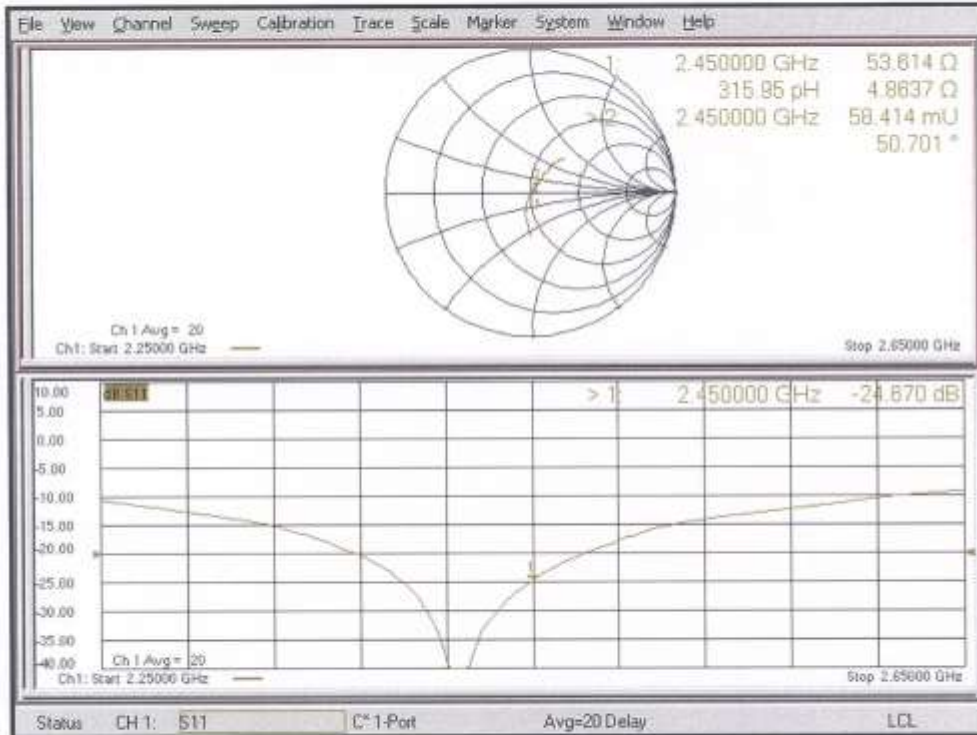 File View Channel Sweep Calibration Trace Scale Marker System Window Help
1: 2.450000 GHz 53.614 Ω
315.95 pH 4.8637 Ω
> 2: 2.450000 GHz 58.414 mU
50.701 °
Ch 1 Avg = 20
Ch1: Start 2.25000 GHz
Stop 2.65000 GHz
10.00 dB S11 > 1: 2.450000 GHz -24.670 dB
5.00
0.00
-5.00
-10.00
-15.00
-20.00
-25.00
-30.00
-35.00
-40.00
1
Ch 1 Avg = 20
Ch1: Start 2.25000 GHz
Stop 2.65000 GHz
Status CH 1: S11 C* 1-Port Avg=20 Delay LCL